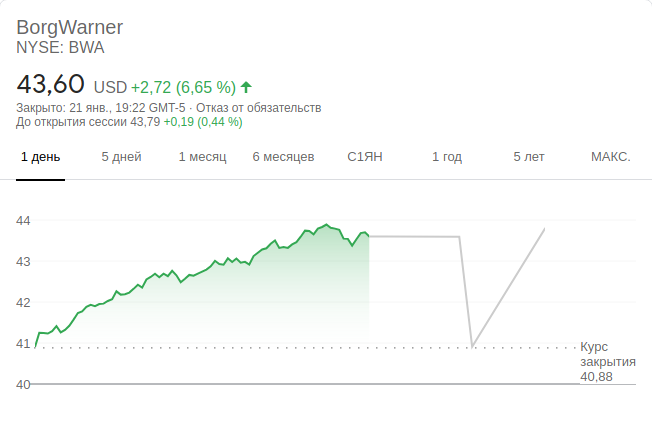 BorgWarner
NYSE: BWA
43,60 USD +2,72 (6,65 %)
Закрыто: 21 янв., 19:22 GMT-5 · Отказ от обязательств
До открытия сессии 43,79 +0,19 (0,44 %)
1 день 5 дней 1 месяц 6 месяцев С1ЯН 1 год 5 лет МАКС.
44
43
42
41
40
Курс
закрытия
40,88